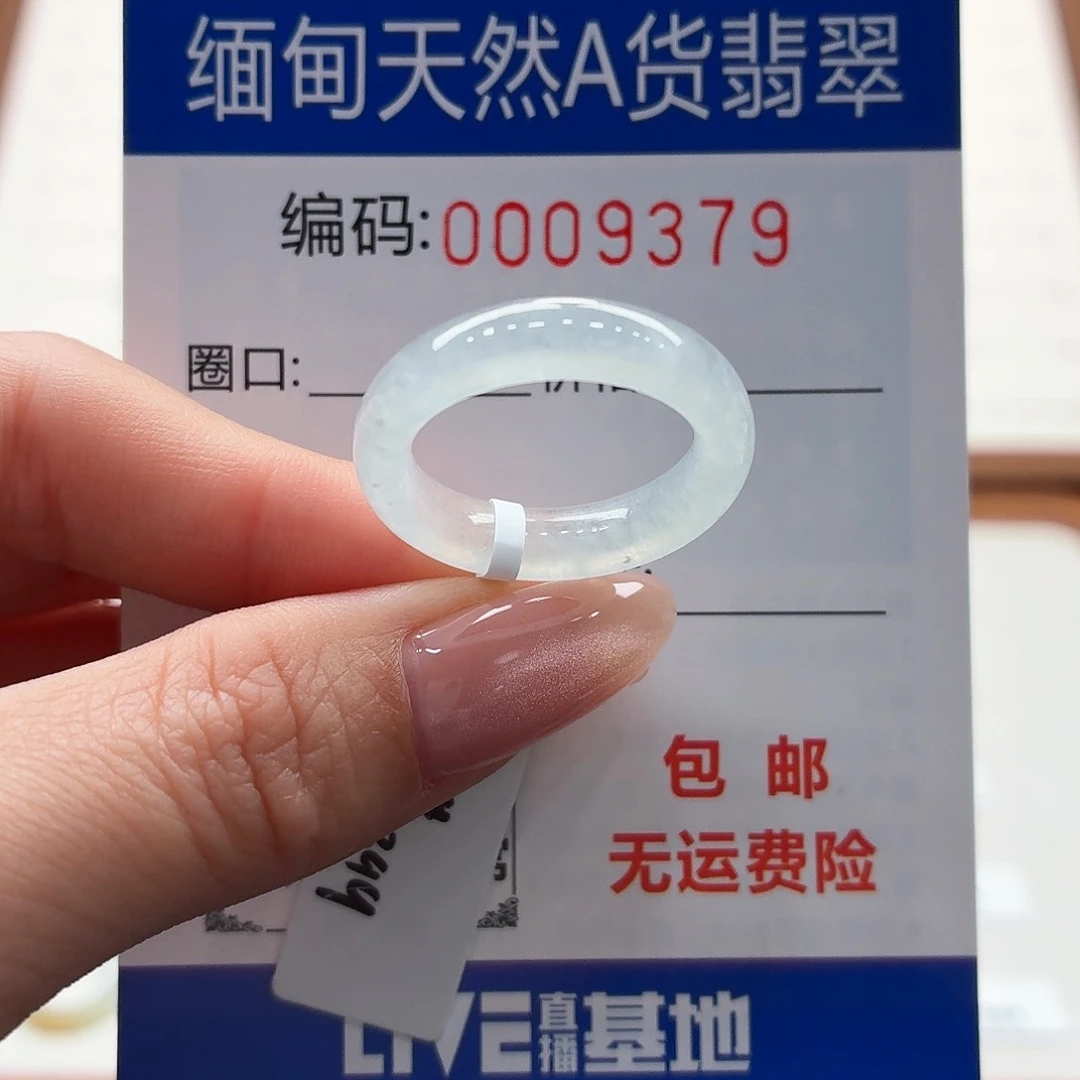 缅甸天然A货翡翠
编码:0009379
圈口:
包 邮
无运费险
LIVE直播基地